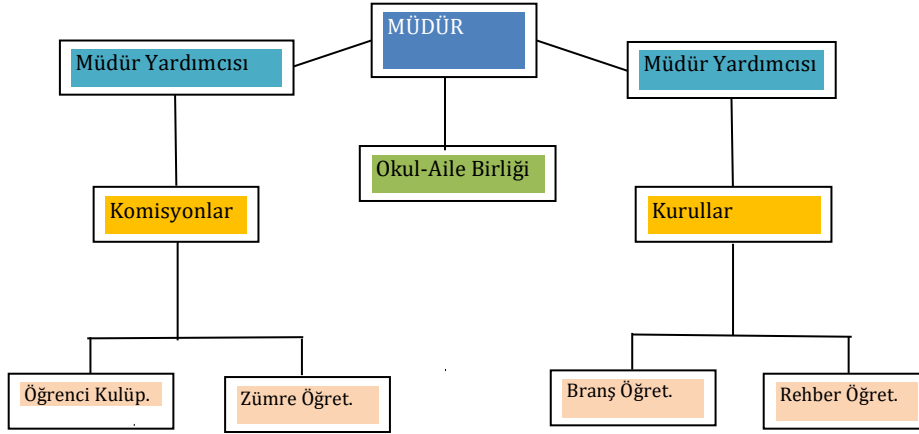 MÜDÜR
Müdür Yardımcısı
Müdür Yardımcısı
Okul-Aile Birliği
Komisyonlar
Kurullar
Öğrenci Kulüp.
Zümre Öğret.
Branş Öğret.
Rehber Öğret.